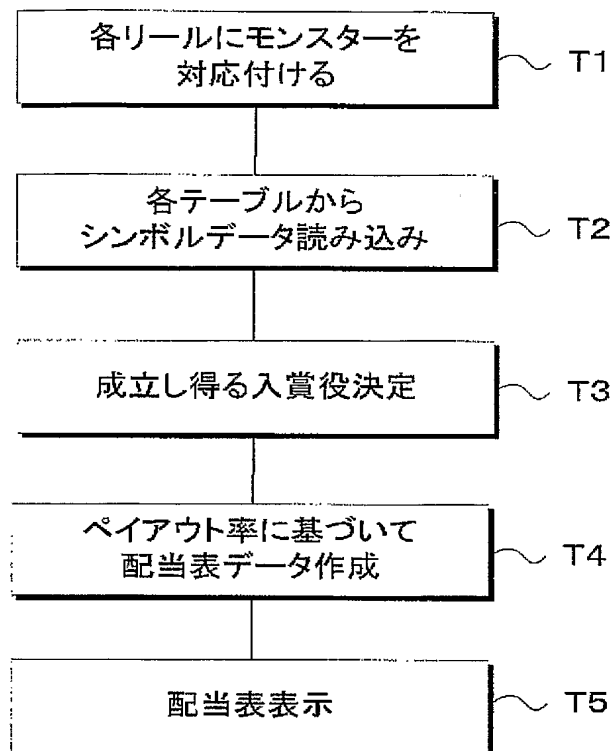 各リールにモンスターを
対応付ける
T1
各テーブルから
シンボルデータ読み込み
T2
成立し得る入賞役決定
T3
ペイアウト率に基づいて
配当表データ作成
T4
配当表表示
T5